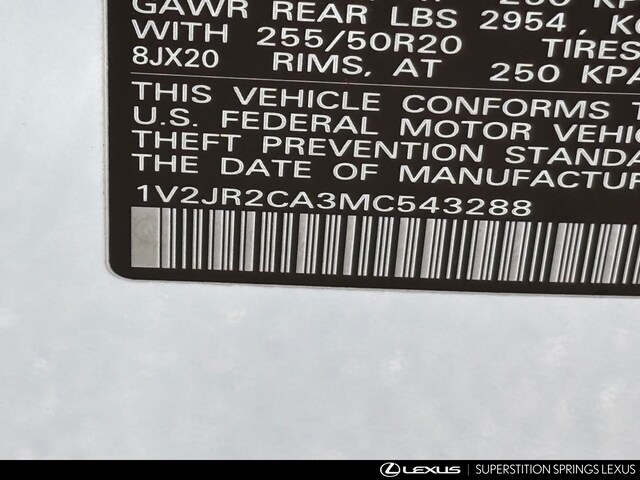 GAWR REAR LBS 2954,
WITH 255/50R20 TIRES
8JX20 RIMS, AT 250 KPA
THIS VEHICLE CONFORMS
U.S. FEDERAL MOTOR
THEFT PREVENTION
THE DATE OF
1V2JR2CA3MC543288
LEXUS | SUPERSTITION SPRINGS LEXUS